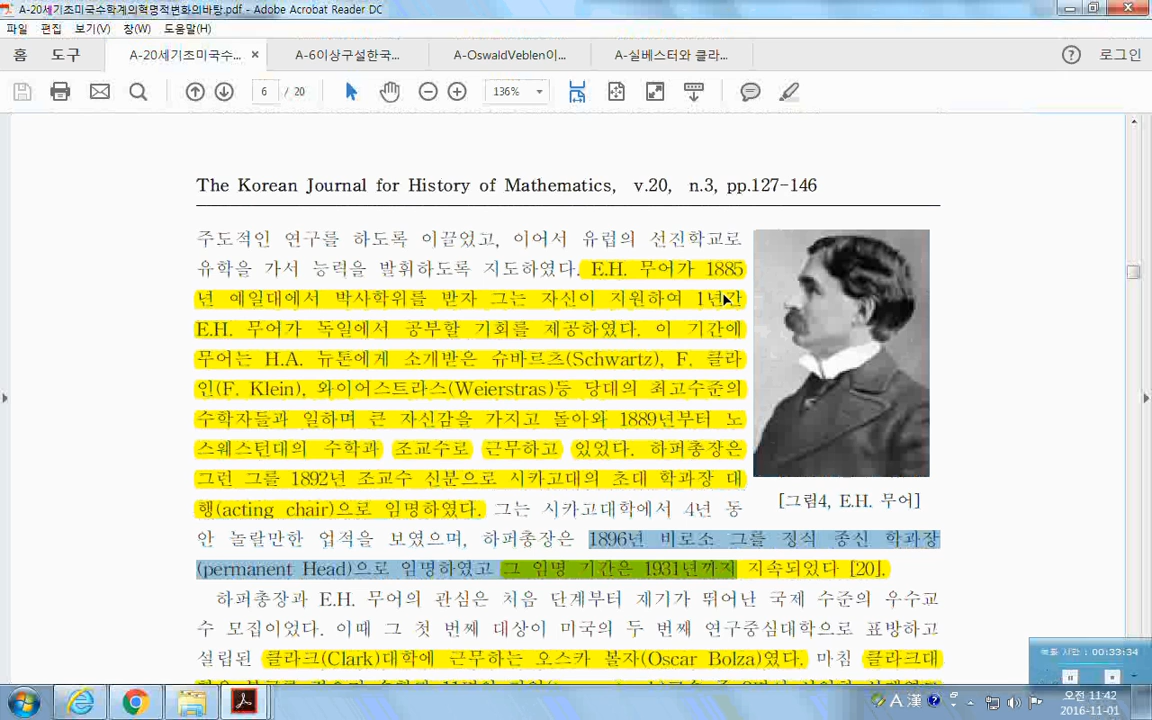 A-20세기초미국수학계의혁명적변화의바탕.pdf - Adobe Acrobat Reader DC
파일 편집 보기(V) 창(W) 도움말(H)
홈 도구 A-20세기초미국수... × A-6이상구설한국... A-OswaldVeblen이... A-실베스터와 클라... ? 로그인
6 / 20 136%
The Korean Journal for History of Mathematics, v.20, n.3, pp.127-146
주도적인 연구를 하도록 이끌었고, 이어서 유럽의 선진학교로
유학을 가서 능력을 발휘하도록 지도하였다. E.H. 무어가 1885
년 예일대에서 박사학위를 받자 그는 자신이 지원하여 1년간
E.H. 무어가 독일에서 공부할 기회를 제공하였다. 이 기간에
무어는 H.A. 뉴톤에게 소개받은 슈바르츠(Schwartz), F. 클라
인(F. Klein), 와이어스트라스(Weierstras)등 당대의 최고수준의
수학자들과 일하며 큰 자신감을 가지고 돌아와 1889년부터 노
스웨스턴대의 수학과 조교수로 근무하고 있었다. 하퍼총장은
그런 그를 1892년 조교수 신분으로 시카고대의 초대 학과장 대
행(acting chair)으로 임명하였다. 그는 시카고대학에서 4년 동
[그림4, E.H. 무어]
안 놀랄만한 업적을 보였으며, 하퍼총장은 1896년 비로소 그를 정식 종신 학과장
(permanent Head)으로 임명하였고 그 임명 기간은 1931년까지 지속되었다 [20].
하퍼총장과 E.H. 무어의 관심은 처음 단계부터 재기가 뛰어난 국제 수준의 우수교
수 모집이었다. 이때 그 첫 번째 대상이 미국의 두 번째 연구중심대학으로 표방하고
설립된 클라크(Clark)대학에 근무하는 오스카 볼자(Oscar Bolza)였다. 마침 클라크대
00:33:34
A 漢
오전 11:42
2016-11-01